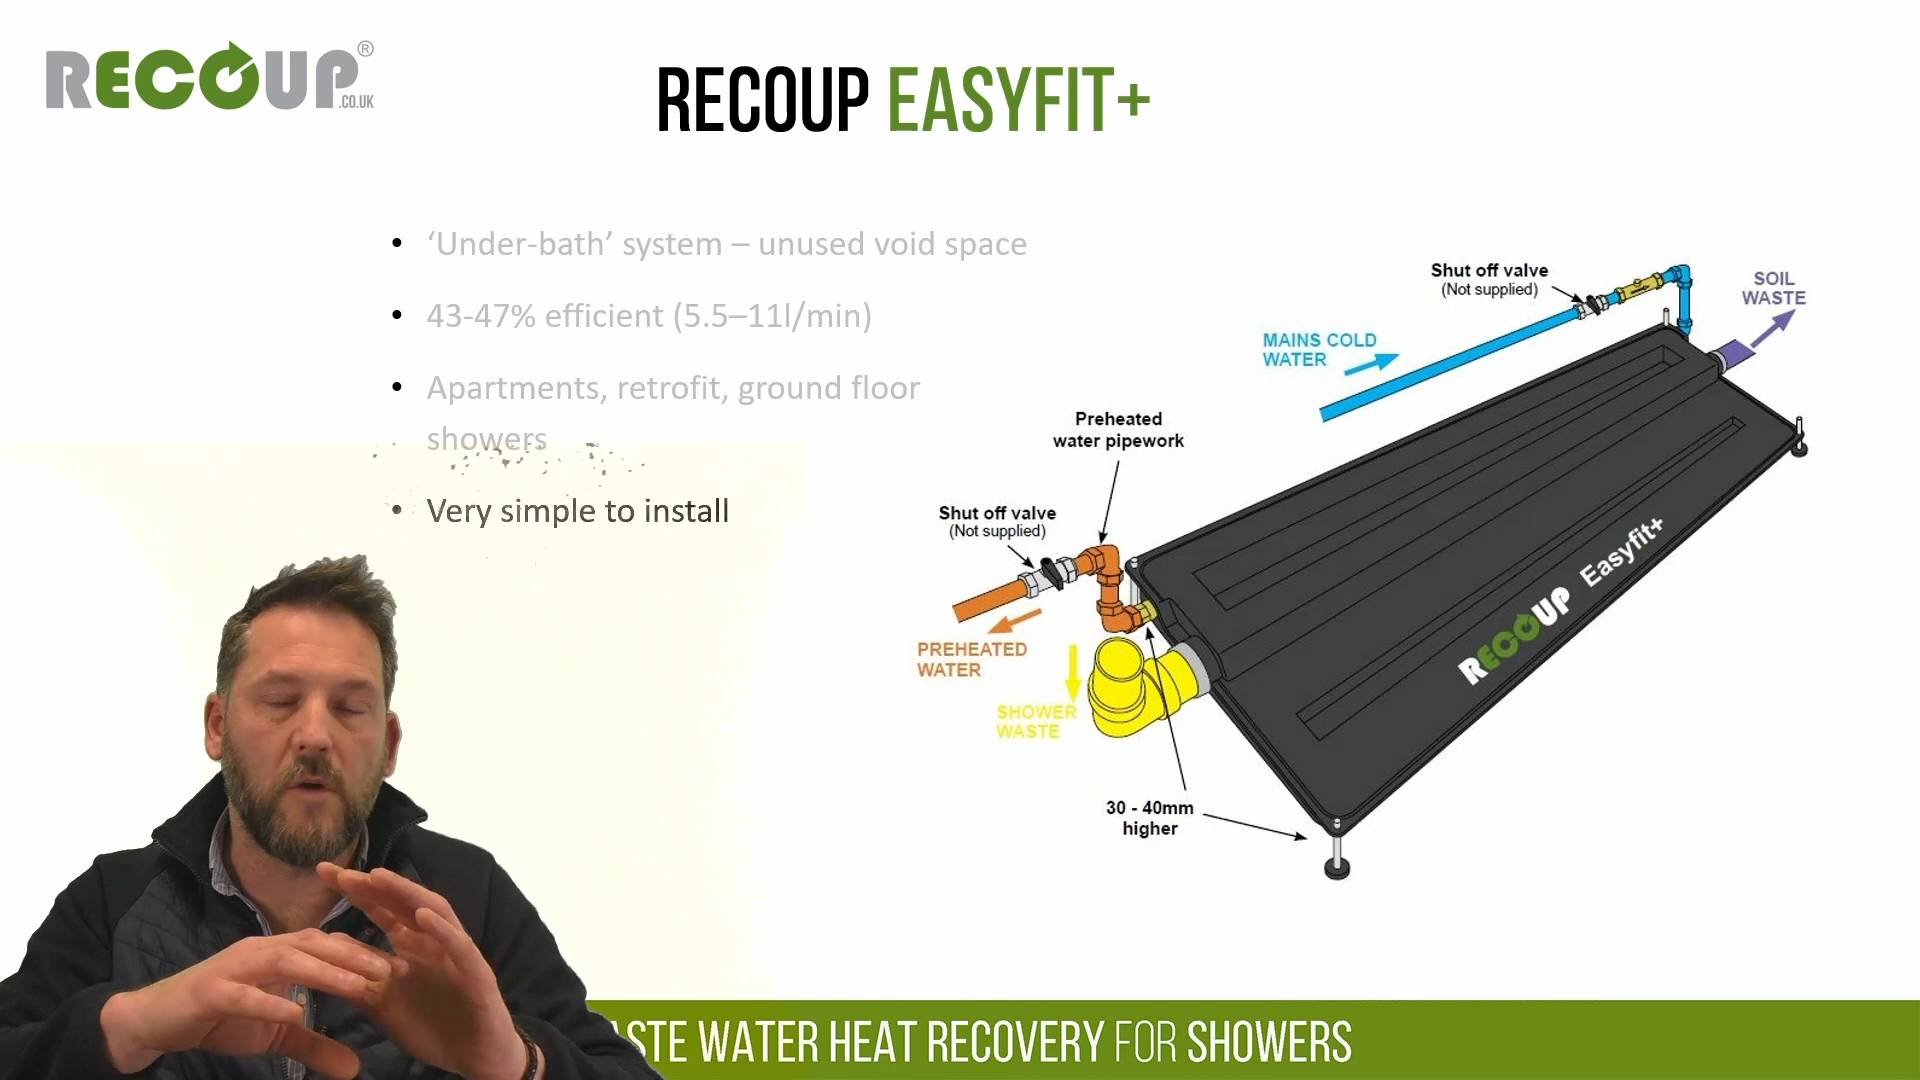 RECOUP®
.CO.UK
RECOUP EASYFIT+
• ‘Under-bath’ system – unused void space
• 43-47% efficient (5.5–11l/min)
• Apartments, retrofit, ground floor
showers
• Very simple to install
Shut off valve
(Not supplied)
SOIL
WASTE
MAINS COLD
WATER
Preheated
water pipework
Shut off valve
(Not supplied)
PREHEATED
WATER
SHOWER
WASTE
RECOUP Easyfit+
30 - 40mm
higher
WATER HEAT RECOVERY FOR SHOWERS